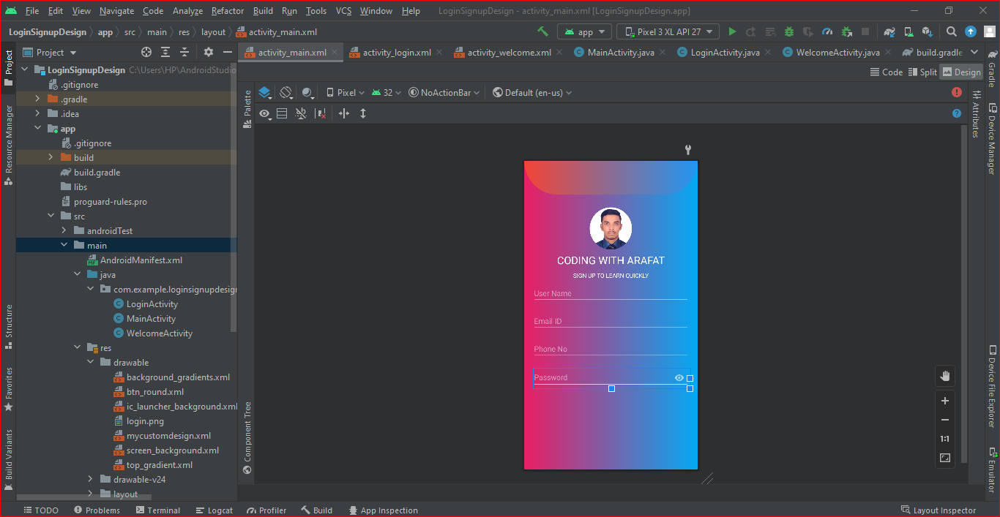 File Edit View Navigate Code Analyze Refactor Build Run Tools VCS Window Help LoginSignupDesign - activity_main.xml [LoginSignupDesign.app]
LoginSignupDesign app src main res layout activity_main.xml app Pixel 3 XL API 27
Project
activity_main.xml activity_login.xml activity_welcome.xml MainActivity.java LoginActivity.java WelcomeActivity.java build.gradle
Code Split Design
Pixel 32 NoActionBar Default (en-us)
Project
Resource Manager
Structure
Favorites
Build Variants
LoginSignupDesign C:\Users\HP\AndroidStudio
.gitignore
.gradle
.idea
app
.gitignore
build
build.gradle
libs
proguard-rules.pro
src
androidTest
main
AndroidManifest.xml
java
com.example.loginsignupdesign
LoginActivity
MainActivity
WelcomeActivity
res
drawable
background_gradients.xml
btn_round.xml
ic_launcher_background.xml
login.png
mycustomdesign.xml
screen_background.xml
top_gradient.xml
drawable-v24
layout
Palette
Component Tree
CODING WITH ARAFAT
SIGN UP TO LEARN QUICKLY
User Name
Email ID
Phone No
Password
1:1
Attributes
Gradle
Device Manager
Device File Explorer
Emulator
TODO Problems Terminal Logcat Profiler Build App Inspection Layout Inspector